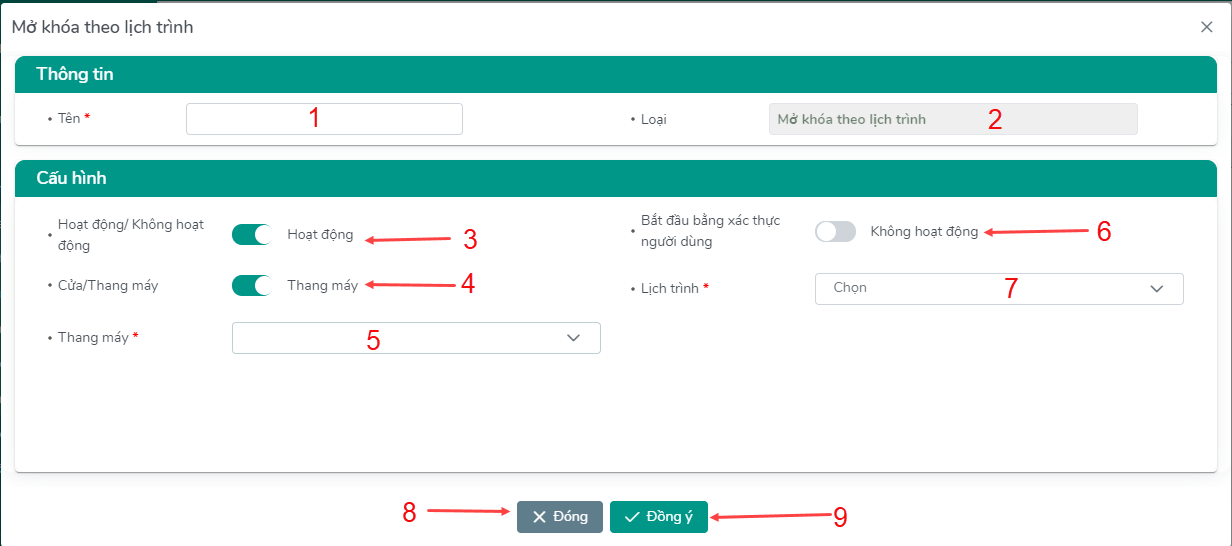 Mở khóa theo lịch trình
Thông tin
• Tên * 1
• Loại Mở khóa theo lịch trình 2
Cấu hình
• Hoạt động/ Không hoạt động Hoạt động 3
• Bắt đầu bằng xác thực người dùng Không hoạt động 6
• Cửa/Thang máy Thang máy 4
• Lịch trình * Chọn 7
• Thang máy * 5
8 Đóng Đồng ý 9